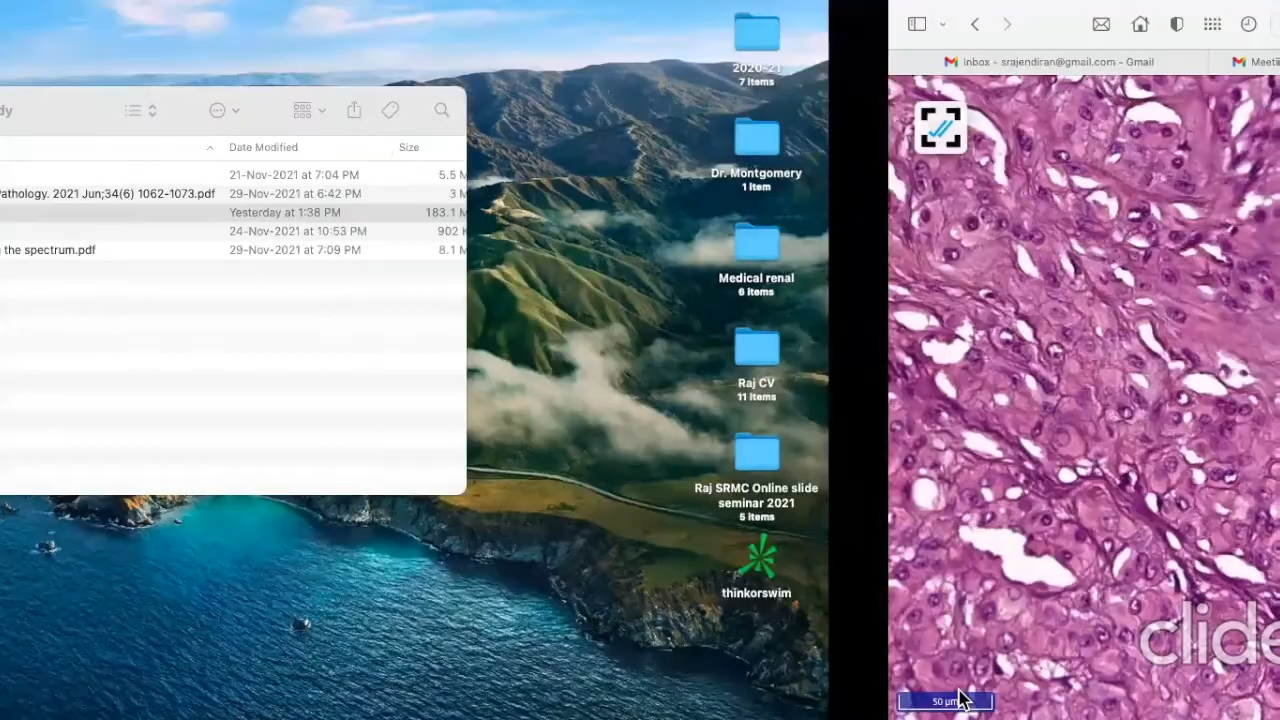 dy
Date Modified
Size
21-Nov-2021 at 7:04 PM
5.5 M
Pathology. 2021 Jun;34(6) 1062-1073.pdf
29-Nov-2021 at 6:42 PM
3 M
Yesterday at 1:38 PM
183.1 M
24-Nov-2021 at 10:53 PM
902 K
the spectrum.pdf
29-Nov-2021 at 7:09 PM
8.1 M
2020-21
7 items
Dr. Montgomery
1 item
Medical renal
6 items
Raj CV
11 items
Raj SRMC Online slide
seminar 2021
5 items
thinkorswim
Inbox - srajendiran@gmail.com - Gmail
Meeti
clide
50 µm